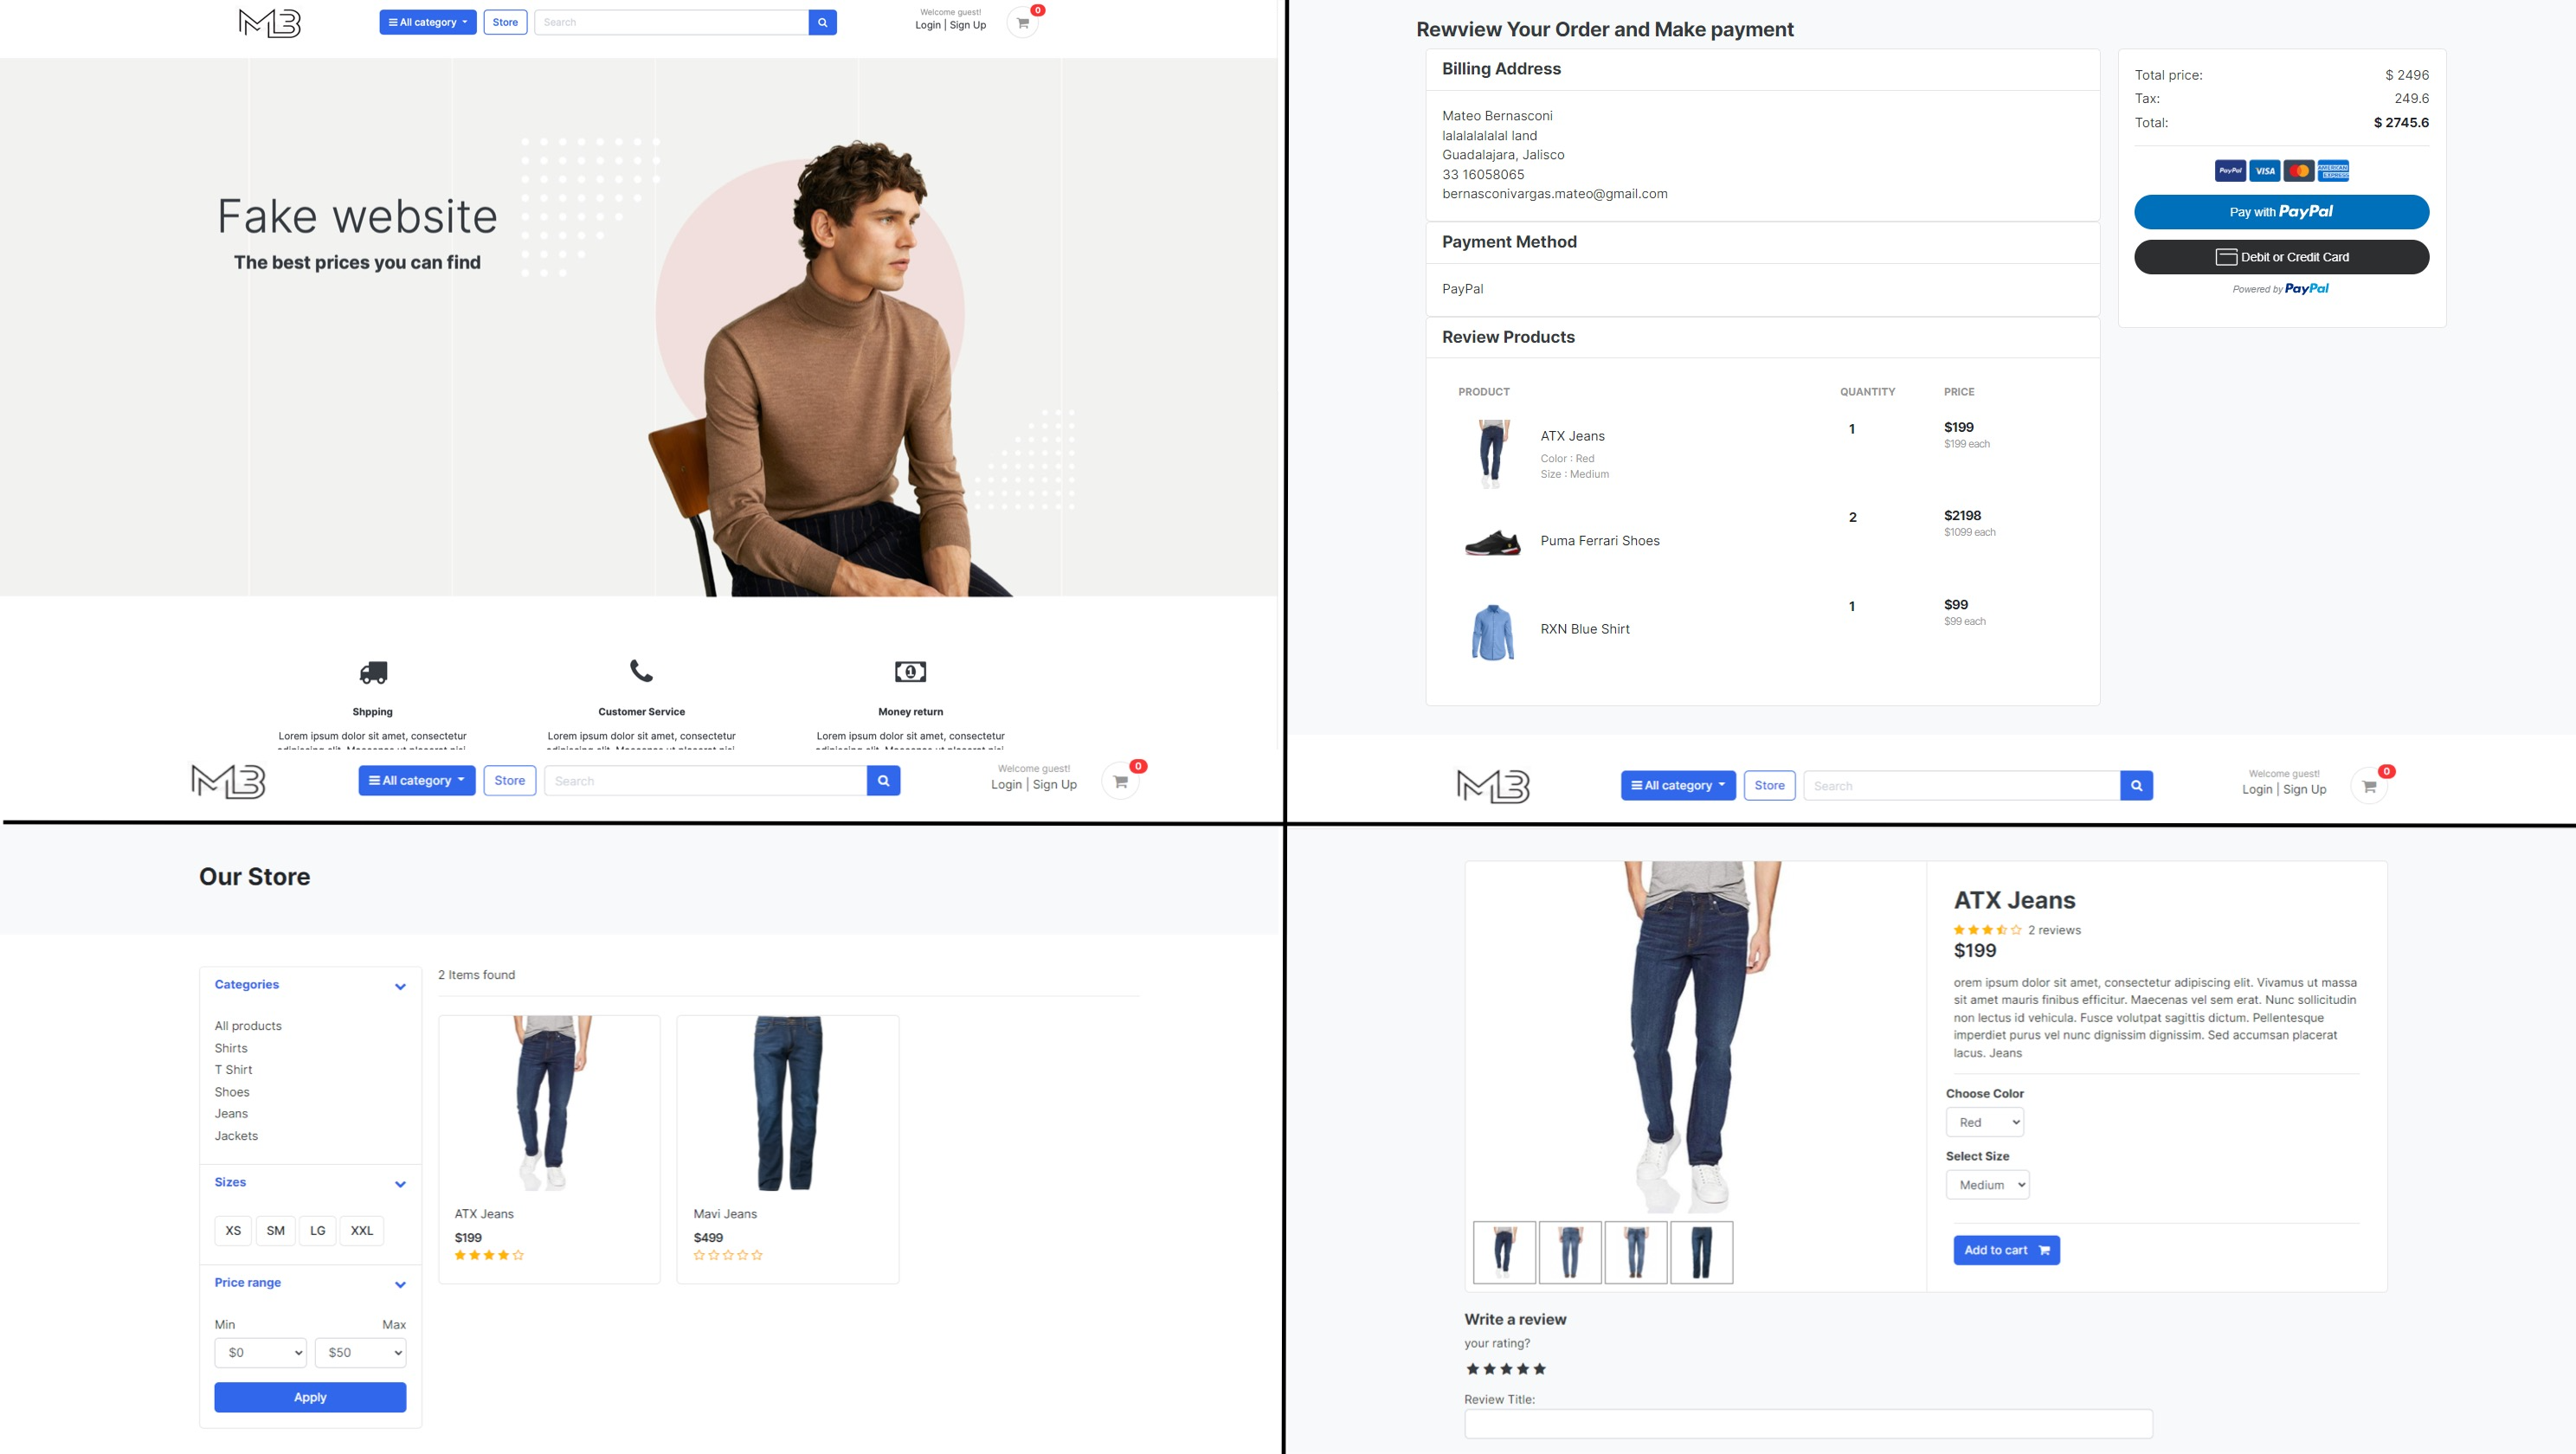 MB
All category
Store
Search
Welcome guest!
Login | Sign Up
0
Fake website
The best prices you can find
Shpping
Customer Service
Money return
Lorem ipsum dolor sit amet, consectetur
Lorem ipsum dolor sit amet, consectetur
Lorem ipsum dolor sit amet, consectetur
Rewview Your Order and Make payment
Billing Address
Mateo Bernasconi
lalalalalalal land
Guadalajara, Jalisco
33 16058065
bernasconivargas.mateo@gmail.com
Payment Method
PayPal
Review Products
PRODUCT QUANTITY PRICE
ATX Jeans 1 $199
$199 each
Color : Red
Size : Medium
Puma Ferrari Shoes 2 $2198
$1099 each
RXN Blue Shirt 1 $99
$99 each
Total price: $ 2496
Tax: 249.6
Total: $ 2745.6
PayPal VISA AMERICAN EXPRESS
Pay with PayPal
Debit or Credit Card
Powered by PayPal
MB
All category
Store
Search
Welcome guest!
Login | Sign Up
0
Our Store
Categories
All products
Shirts
T Shirt
Shoes
Jeans
Jackets
Sizes
XS SM LG XXL
Price range
Min Max
$0 $50
Apply
2 Items found
ATX Jeans
$199
Mavi Jeans
$499
MB
All category
Store
Search
Welcome guest!
Login | Sign Up
0
ATX Jeans
2 reviews
$199
orem ipsum dolor sit amet, consectetur adipiscing elit. Vivamus ut massa
sit amet mauris finibus efficitur. Maecenas vel sem erat. Nunc sollicitudin
non lectus id vehicula. Fusce volutpat sagittis dictum. Pellentesque
imperdiet purus vel nunc dignissim dignissim. Sed accumsan placerat
lacus. Jeans
Choose Color
Red
Select Size
Medium
Add to cart
Write a review
your rating?
Review Title: